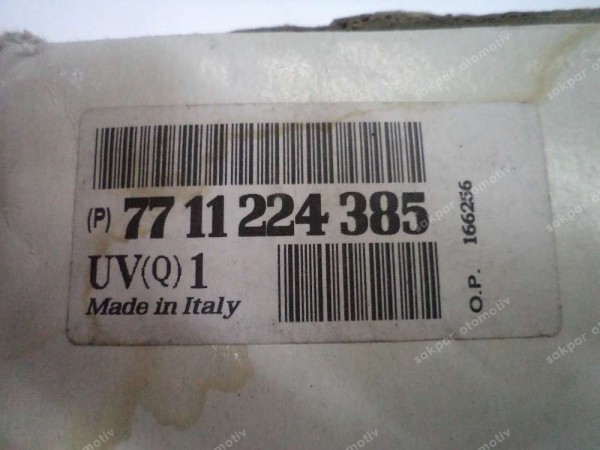 (P) 77 11 224 385
UV(Q) 1
Made in Italy
O.P. 166256
sakpar otomotiv